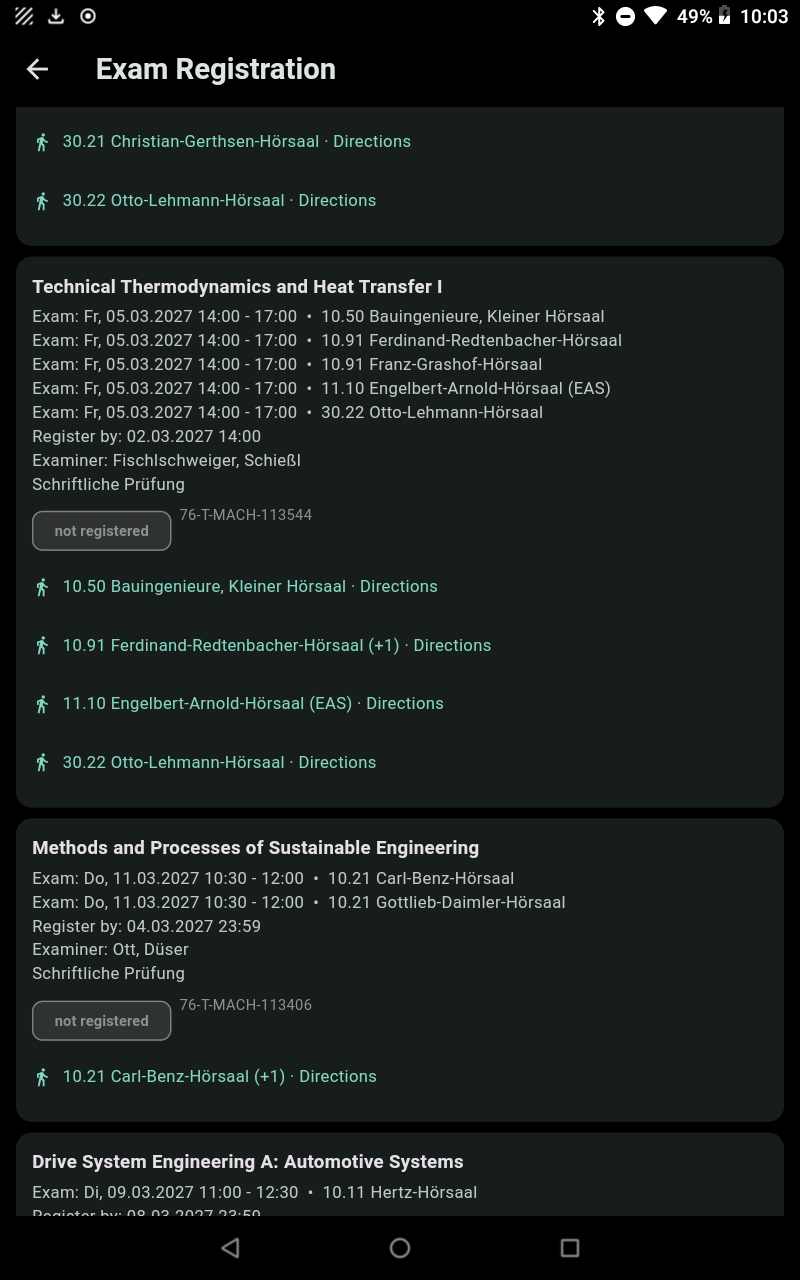 49% 10:03
Exam Registration
30.21 Christian-Gerthsen-Hörsaal · Directions
30.22 Otto-Lehmann-Hörsaal · Directions
Technical Thermodynamics and Heat Transfer I
Exam: Fr, 05.03.2027 14:00 - 17:00 • 10.50 Bauingenieure, Kleiner Hörsaal
Exam: Fr, 05.03.2027 14:00 - 17:00 • 10.91 Ferdinand-Redtenbacher-Hörsaal
Exam: Fr, 05.03.2027 14:00 - 17:00 • 10.91 Franz-Grashof-Hörsaal
Exam: Fr, 05.03.2027 14:00 - 17:00 • 11.10 Engelbert-Arnold-Hörsaal (EAS)
Exam: Fr, 05.03.2027 14:00 - 17:00 • 30.22 Otto-Lehmann-Hörsaal
Register by: 02.03.2027 14:00
Examiner: Fischlschweiger, Schießl
Schriftliche Prüfung
not registered 76-T-MACH-113544
10.50 Bauingenieure, Kleiner Hörsaal · Directions
10.91 Ferdinand-Redtenbacher-Hörsaal (+1) · Directions
11.10 Engelbert-Arnold-Hörsaal (EAS) · Directions
30.22 Otto-Lehmann-Hörsaal · Directions
Methods and Processes of Sustainable Engineering
Exam: Do, 11.03.2027 10:30 - 12:00 • 10.21 Carl-Benz-Hörsaal
Exam: Do, 11.03.2027 10:30 - 12:00 • 10.21 Gottlieb-Daimler-Hörsaal
Register by: 04.03.2027 23:59
Examiner: Ott, Düser
Schriftliche Prüfung
not registered 76-T-MACH-113406
10.21 Carl-Benz-Hörsaal (+1) · Directions
Drive System Engineering A: Automotive Systems
Exam: Di, 09.03.2027 11:00 - 12:30 • 10.11 Hertz-Hörsaal
Register by: 08.03.2027 23:59